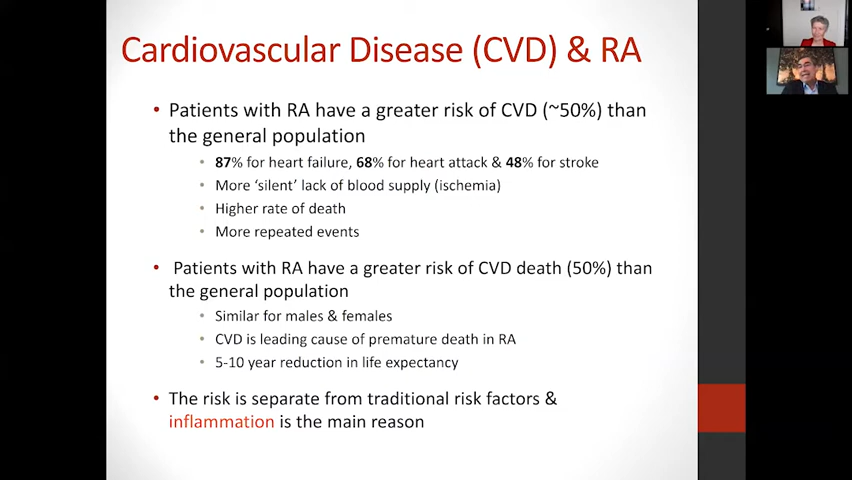 Cardiovascular Disease (CVD) & RA
• Patients with RA have a greater risk of CVD (~50%) than
the general population
• 87% for heart failure, 68% for heart attack & 48% for stroke
• More ‘silent’ lack of blood supply (ischemia)
• Higher rate of death
• More repeated events
• Patients with RA have a greater risk of CVD death (50%) than
the general population
• Similar for males & females
• CVD is leading cause of premature death in RA
• 5-10 year reduction in life expectancy
• The risk is separate from traditional risk factors &
inflammation is the main reason